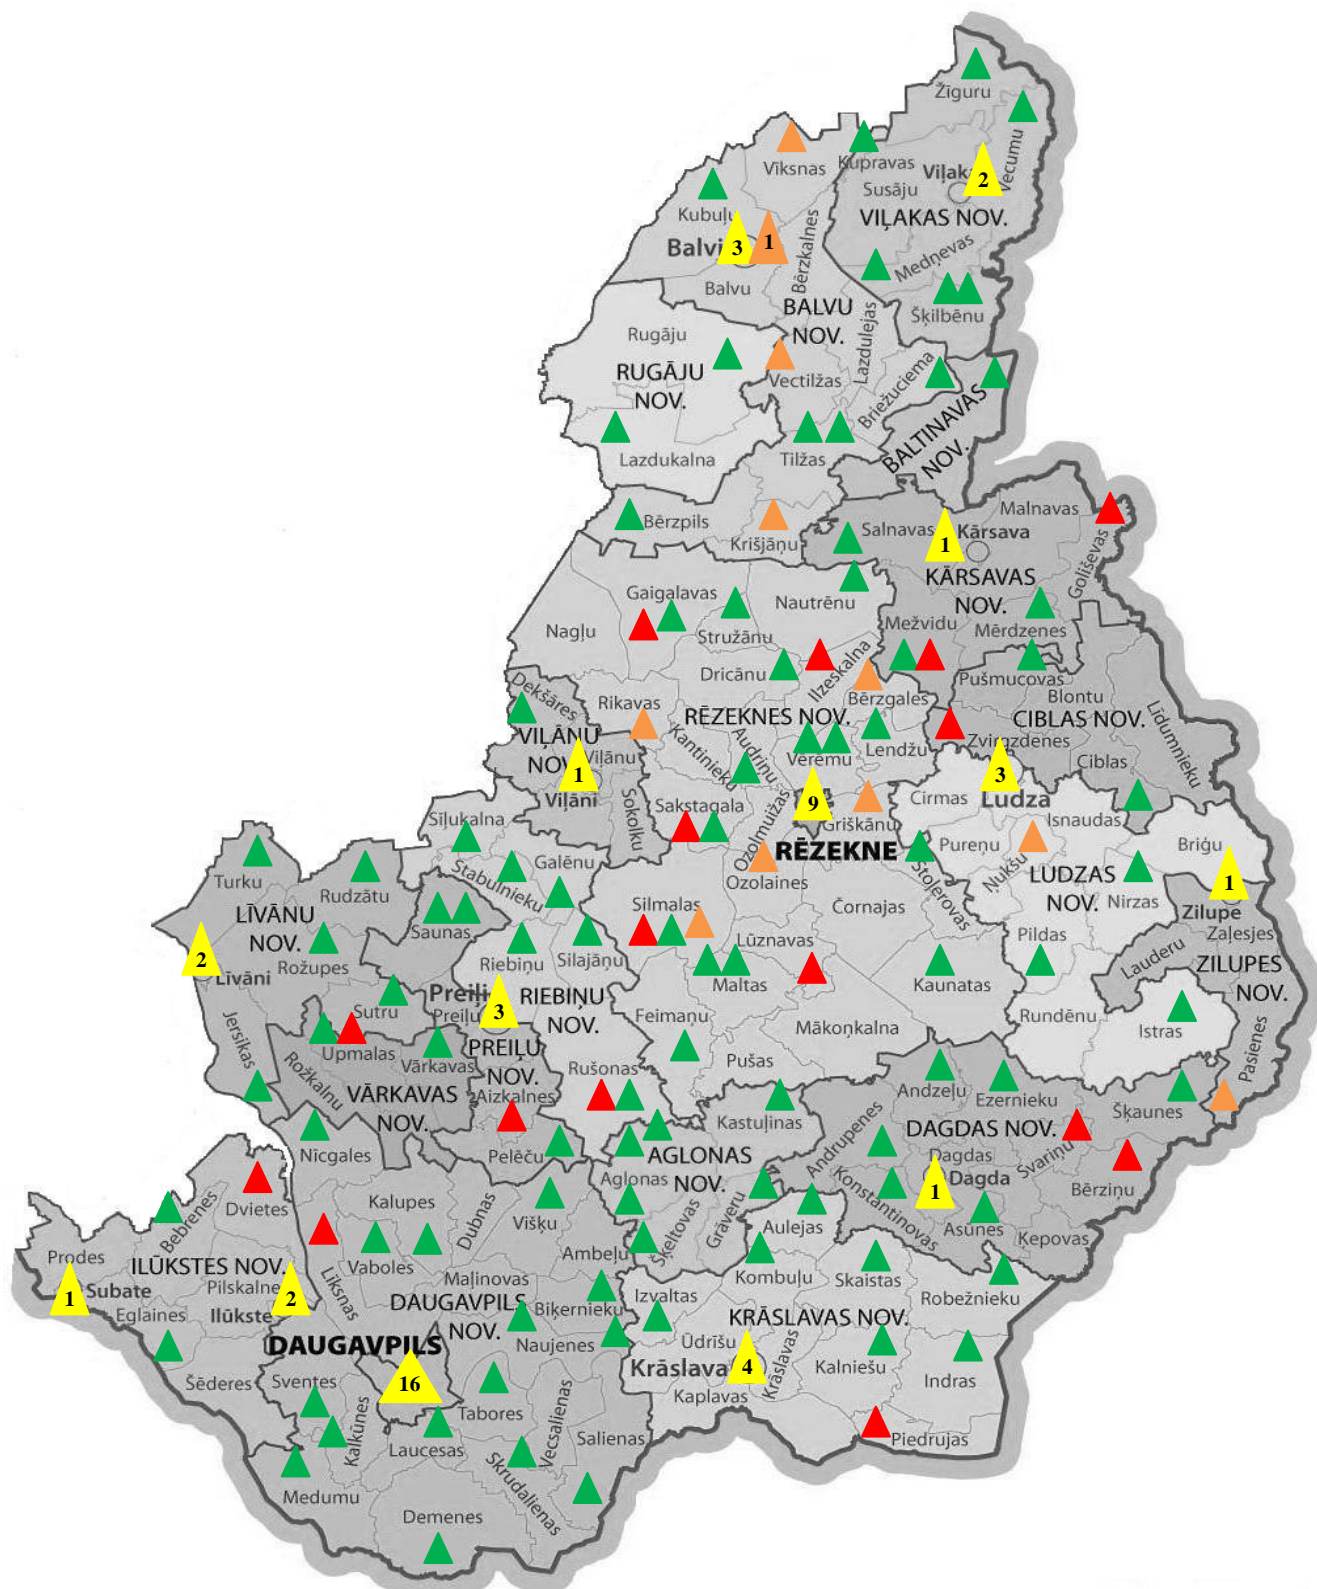 Žīguru
Vecumu
Vīksnas
Kupravas
Viļaka
2
Susāju
Kubuļu
VIĻAKAS NOV.
Balvi
3
1
Bērzkalnes
Medņevas
Balvu
BALVU
NOV.
Lazdulejas
Šķilbēnu
Rugāju
RUGĀJU
NOV.
Vectilžas
Briežuciema
BALTINAVAS
NOV.
Lazdukalna
Tilžas
Bērzpils
Krišjāņu
Salnavas
1
Kārsava
Malnavas
Goliševas
KĀRSAVAS
NOV.
Gaigalavas
Nautrēnu
Nagļu
Stružānu
Mežvidu
Mērdzenes
Dricānu
Ilzeskalna
Pušmucovas
Dekšāres
Rikavas
Bērzgales
Blontu
Līdumnieku
RĒZEKNES NOV.
CIBLAS NOV.
VIĻĀNU
NOV.
Viļānu
Kantinieku
Audriņu
Vērēmu
Lendžu
Zvirgzdenes
Ciblas
1
Viļāni
Sokolku
9
3
Ludza
Cirmas
Isnaudas
Sakstagala
Ozolmuižas
Griškānu
Sīļukalna
RĒZEKNE
Pureņu
Nukšu
Briģu
Galēnu
Stabulnieku
Ozolaines
Stoļerovas
LUDZAS
NOV.
Nirzas
1
Zilupe
Turku
Rudzātu
LĪVĀNU
NOV.
Saunas
Silmalas
Čornajas
Zaļesjes
Lūznavas
Pildas
Lauderu
ZILUPES
NOV.
2
Līvāni
Rožupes
Riebiņu
Silajāņu
Maltas
Kaunatas
Preiļi
Preiļu
3
RIEBIŅU
NOV.
Sutru
Feimaņu
Mākoņkalna
Rundēnu
Istras
Jersikas
Upmalas
Vārkavas
PREIĻU
NOV.
Pušas
Pasienes
Rožkalnu
VĀRKAVAS
NOV.
Aizkalnes
Rušonas
Andzeļu
Ezernieku
Šķaunes
Kastuļinas
Andrupenes
DAGDAS NOV.
Nīcgales
Pelēču
AGLONAS
NOV.
Dagdas
Svariņu
Dagda
1
Bērziņu
Aglonas
Konstantinovas
Dvietes
Bebrenes
Kalupes
Dubnas
Višķu
Šķeltovas
Grāveru
Aulejas
Asūnes
Ķepovas
Prodes
ILŪKSTES NOV.
Vaboles
Ambeļu
Kombuļu
Skaistas
Pilskalne
Līksnas
Maļinovas
Robežnieku
1
Subate
2
Ilūkste
Eglaines
DAUGAVPILS
NOV.
Biķernieku
Izvaltas
KRĀSLAVAS NOV.
DAUGAVPILS
Naujenes
Ūdrīšu
Krāslava
4
Krāslavas
Kalniešu
Indras
Šēderes
Sventes
16
Tabores
Kaplavas
Kalkūnes
Laucesas
Vecsalienas
Salienas
Piedrujas
Skrudalienas
Medumu
Demenes